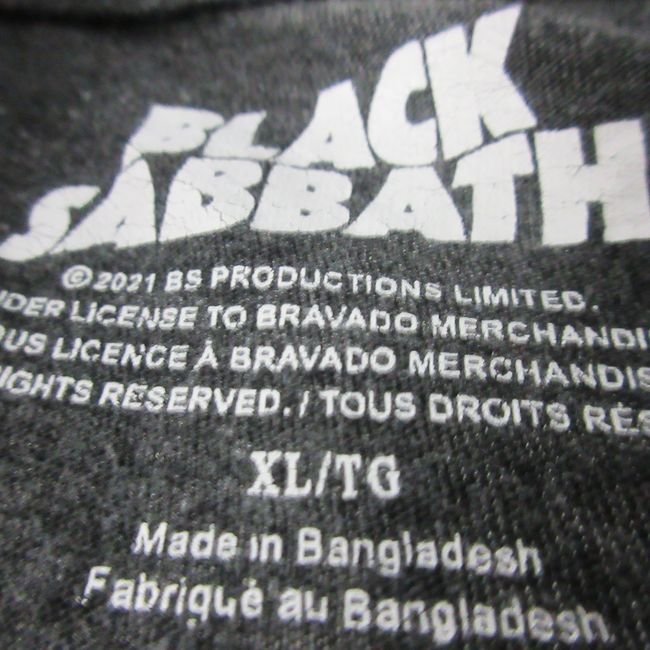 BLACK
SABBATH
© 2021 BS PRODUCTIONS LIMITED.
LICENSE TO BRAVADO
LICENCE À BRAVADO
RESERVED. / TOUS DROITS
XL/TG
Made in Bangladesh
Fabriqué au Bangladesh